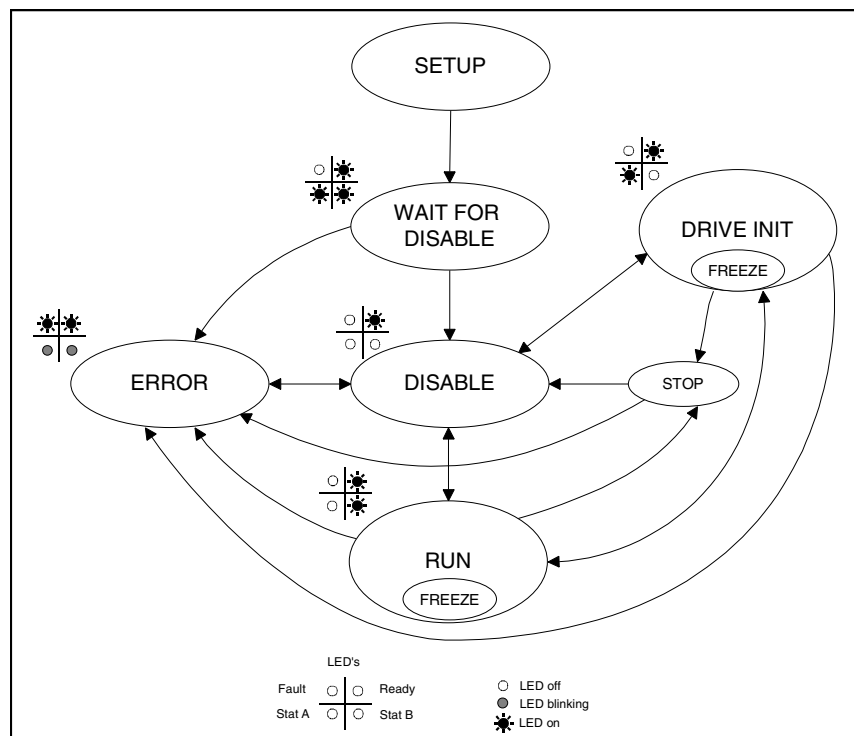 SETUP
WAIT FOR
DISABLE
DRIVE INIT
FREEZE
ERROR
DISABLE
STOP
RUN
FREEZE
LED's
Fault
Ready
Stat A
Stat B
LED off
LED blinking
LED on